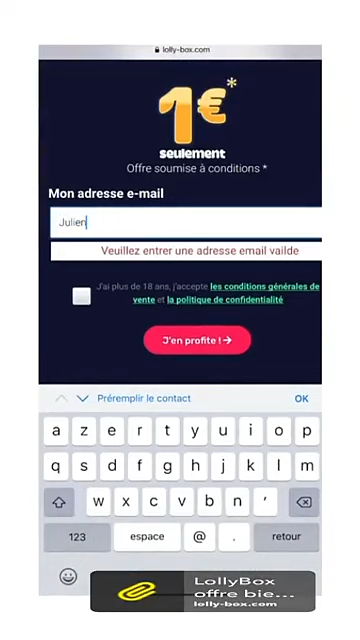 lolly-box.com
1€*
seulement
Offre soumise à conditions *
Mon adresse e-mail
Julien
Veuillez entrer une adresse email vailde
J'ai plus de 18 ans, j'accepte les conditions générales de
vente et la politique de confidentialité
J'en profite ! →
Préremplir le contact OK
a z e r t y u i o p
q s d f g h j k l m
w x c v b n '
123 espace @ . retour
LollyBox
offre bie...
lolly-box.com